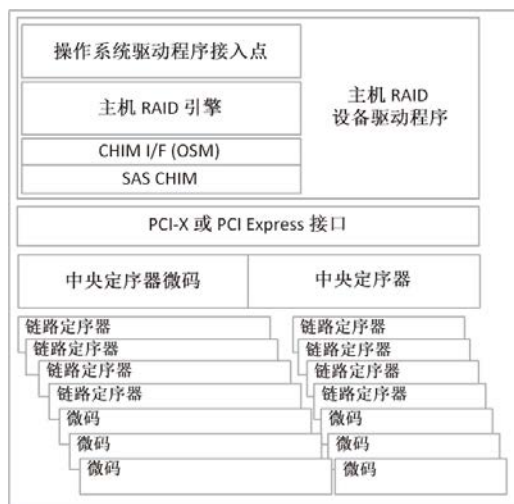 操作系统驱动程序接入点
主机 RAID 引擎
CHIM I/F (OSM)
SAS CHIM
主机 RAID
设备驱动程序
PCI-X 或 PCI Express 接口
中央定序器微码
中央定序器
链路定序器
链路定序器
链路定序器
链路定序器
微码
微码
微码
链路定序器
链路定序器
链路定序器
链路定序器
微码
微码
微码